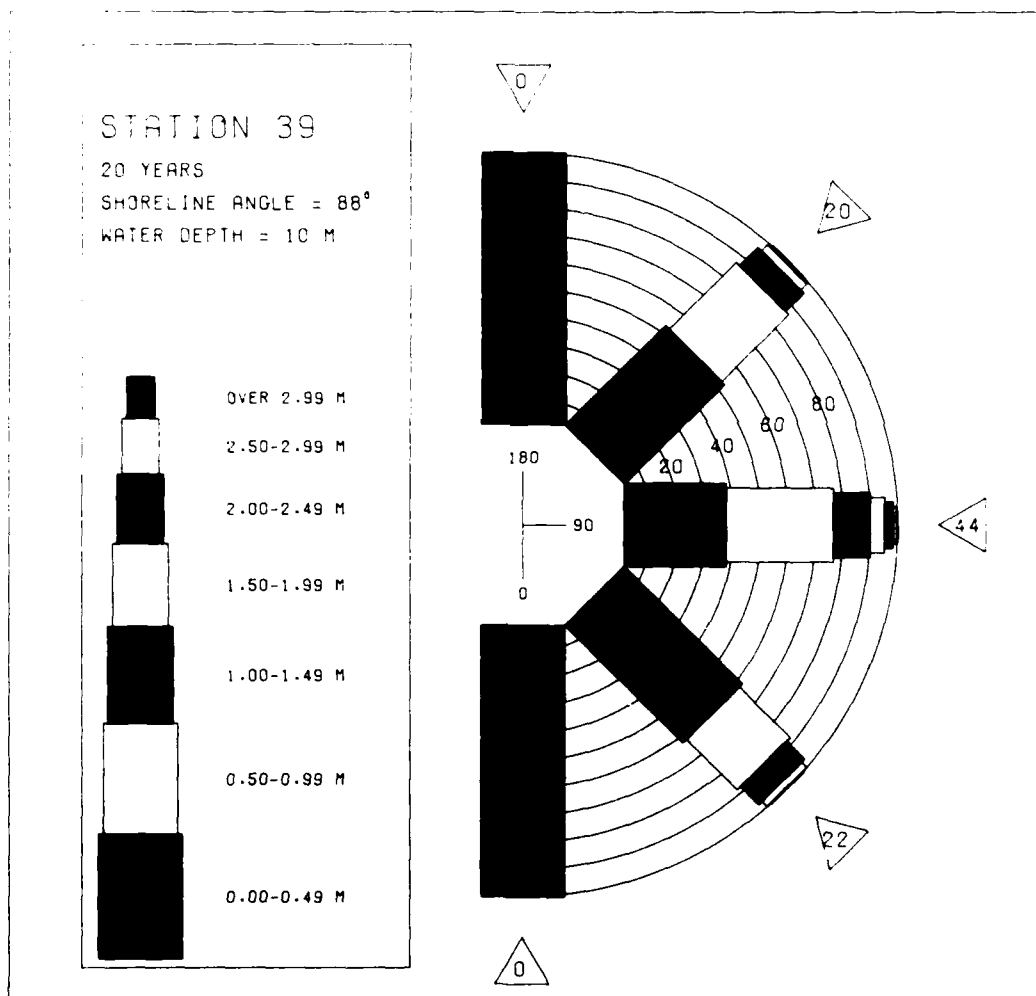 STATION 39
20 YEARS
SHORELINE ANGLE = 88°
WATER DEPTH = 10 M
OVER 2.99 M
2.50-2.99 M
2.00-2.49 M
1.50-1.99 M
1.00-1.49 M
0.50-0.99 M
0.00-0.49 M
0
20
80
60
40
20
180
90
0
44
22
0